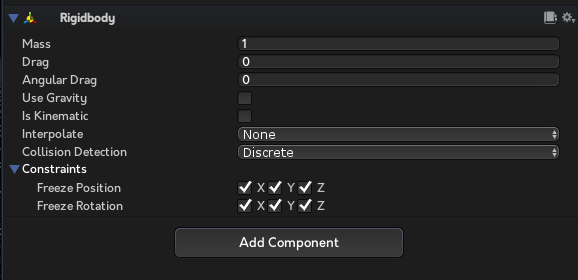 Rigidbody
Mass 1
Drag 0
Angular Drag 0
Use Gravity
Is Kinematic
Interpolate None
Collision Detection Discrete
Constraints
Freeze Position X Y Z
Freeze Rotation X Y Z
Add Component